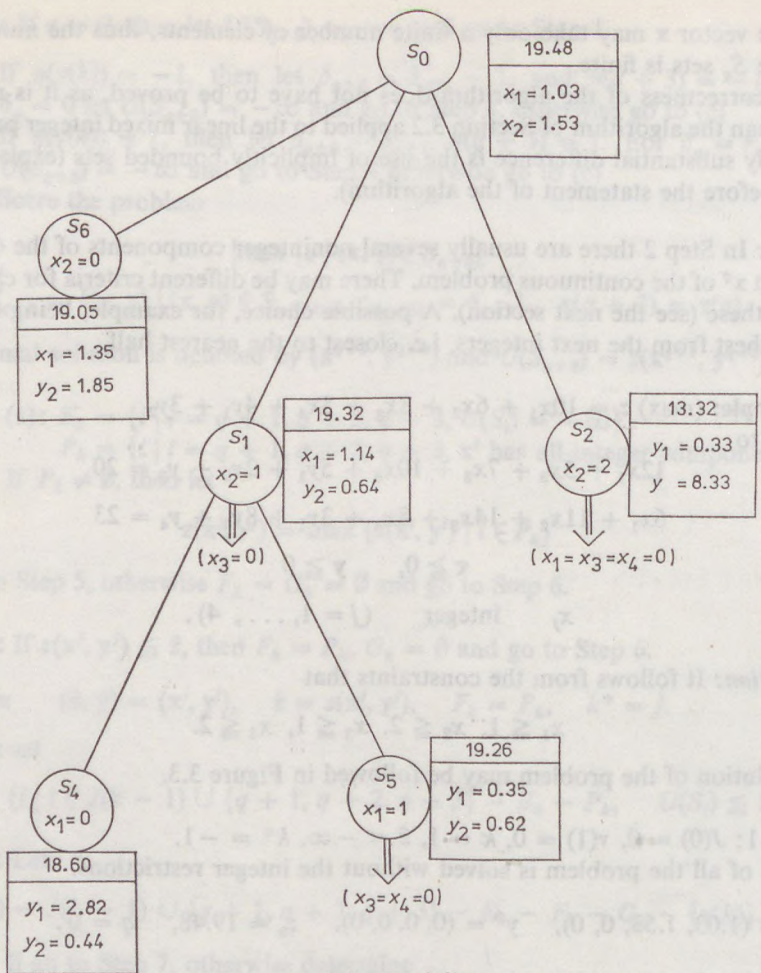 S0
19.48
x1 = 1.03
x2 = 1.53
S6
x2 = 0
19.05
x1 = 1.35
y2 = 1.85
S1
x2 = 1
19.32
x1 = 1.14
y2 = 0.64
(x3 = 0)
S2
x2 = 2
13.32
y1 = 0.33
y = 8.33
(x1 = x3 = x4 = 0)
S4
x1 = 0
18.60
y1 = 2.82
y2 = 0.44
S5
x1 = 1
19.26
y1 = 0.35
y2 = 0.62
(x3 = x4 = 0)